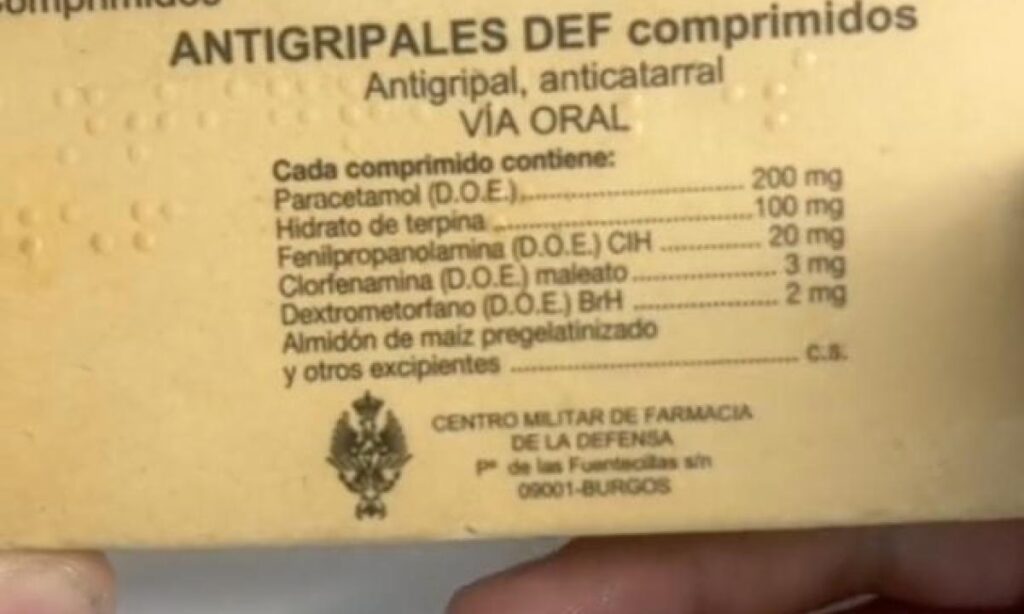 comprimidos
ANTIGRIPALES DEF comprimidos
Antigripal, anticatarral
VÍA ORAL
Cada comprimido contiene:
Paracetamol (D.O.E.)............................ 200 mg
Hidrato de terpina ................................100 mg
Fenilpropanolamina (D.O.E.) ClH ............ 20 mg
Clorfenamina (D.O.E.) maleato ................ 3 mg
Dextrometorfano (D.O.E.) BrH ................ 2 mg
Almidón de maiz pregelatinizado
y otros excipientes ................................ c.s.
CENTRO MILITAR DE FARMACIA
DE LA DEFENSA
Pº de las Fuentecillas s/n
09001-BURGOS